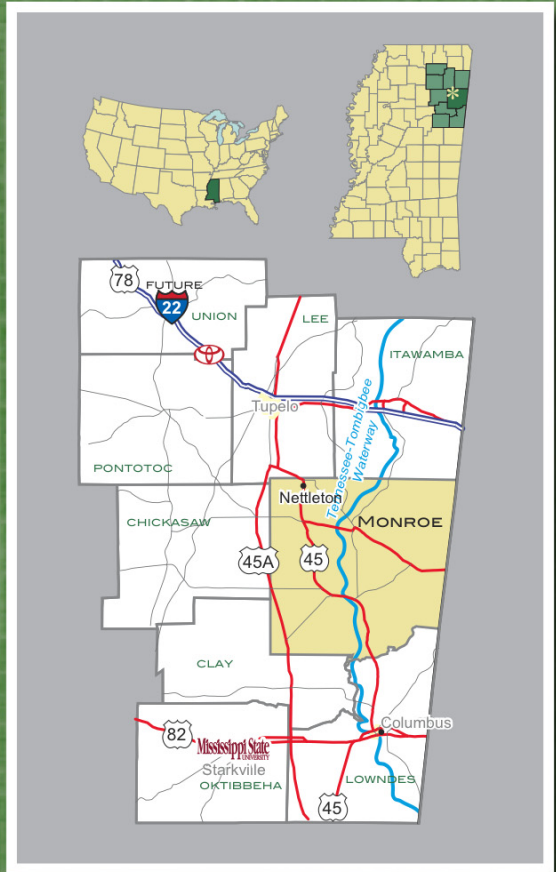 78
FUTURE
22
UNION
LEE
ITAWAMBA
Tupelo
Tennessee-Tombigbee
Waterway
PONTOTOC
Nettleton
CHICKASAW
MONROE
45A
45
CLAY
82
Mississippi State
UNIVERSITY
Starkville
OKTIBBEHA
Columbus
LOWNDES
45